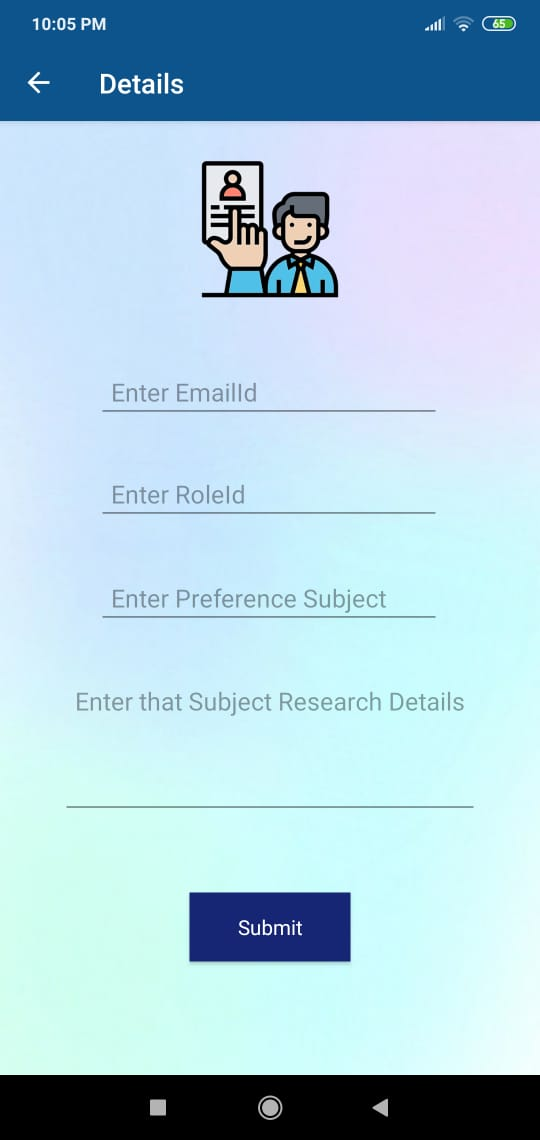 10:05 PM
65
Details
Enter EmailId
Enter RoleId
Enter Preference Subject
Enter that Subject Research Details
Submit